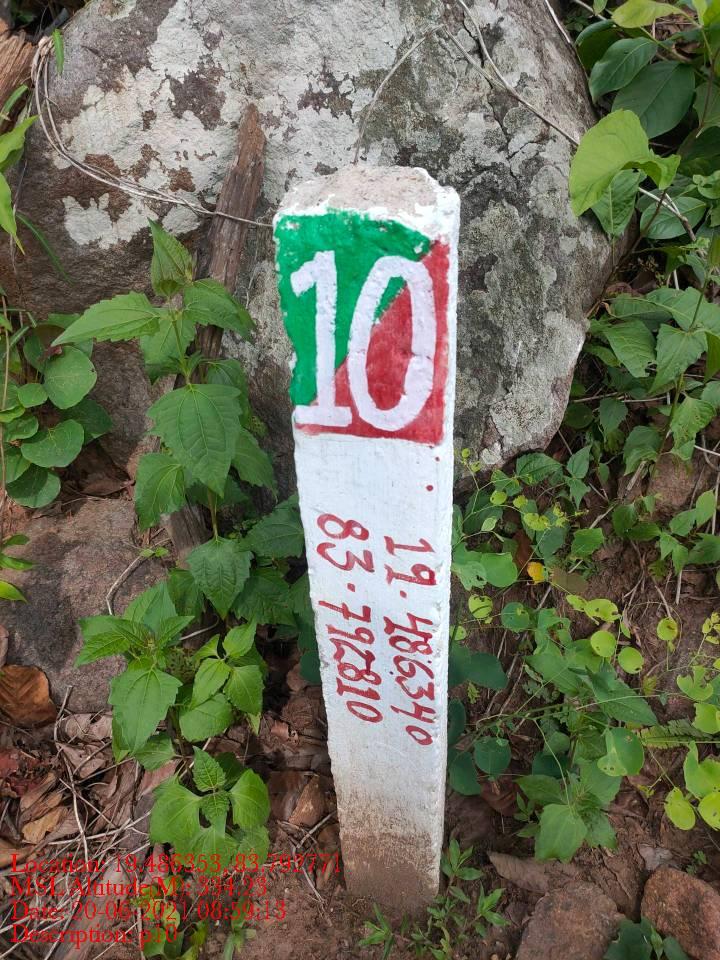 10
19.486340
83.792810
Location: 19.486353, 83.792771
MSL Altitude(M): 334.23
Date: 20-06-2021 08:59:13
Description: p10